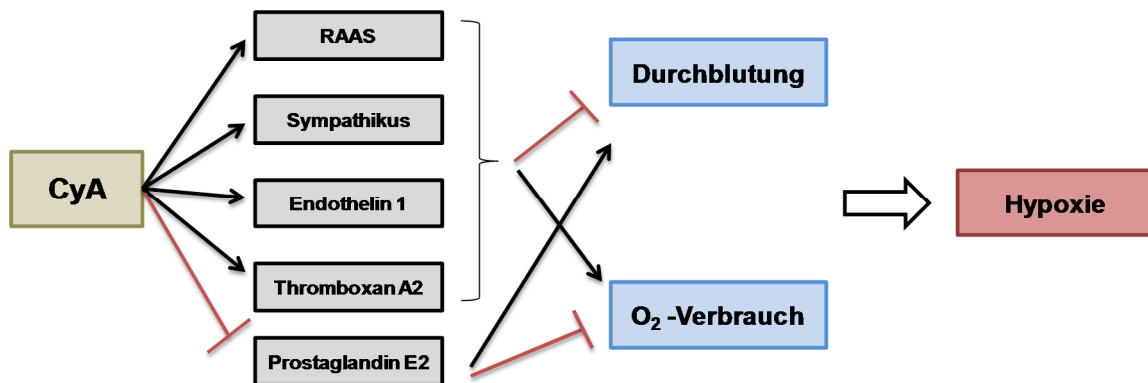 CyA
RAAS
Sympathikus
Endothelin 1
Thromboxan A2
Prostaglandin E2
Durchblutung
O₂ -Verbrauch
Hypoxie